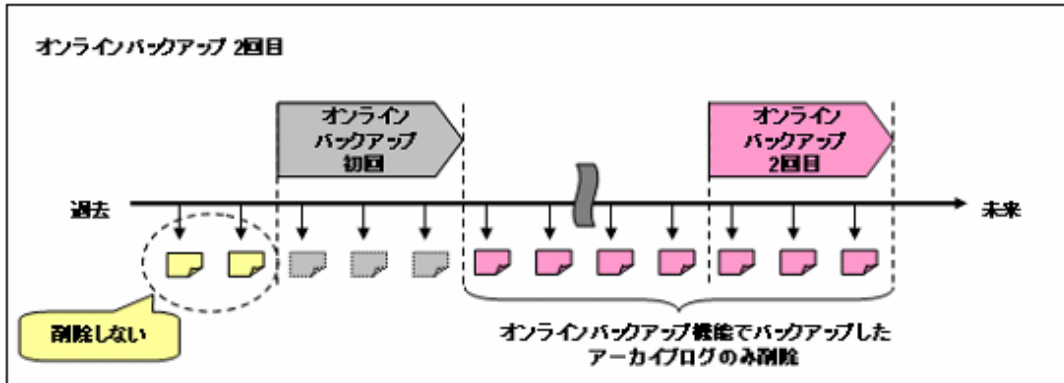 オンラインバックアップ 2回目
オンライン
バックアップ
初回
オンライン
バックアップ
2回目
過去
未来
削除しない
オンラインバックアップ機能でバックアップした
アーカイブログのみ削除